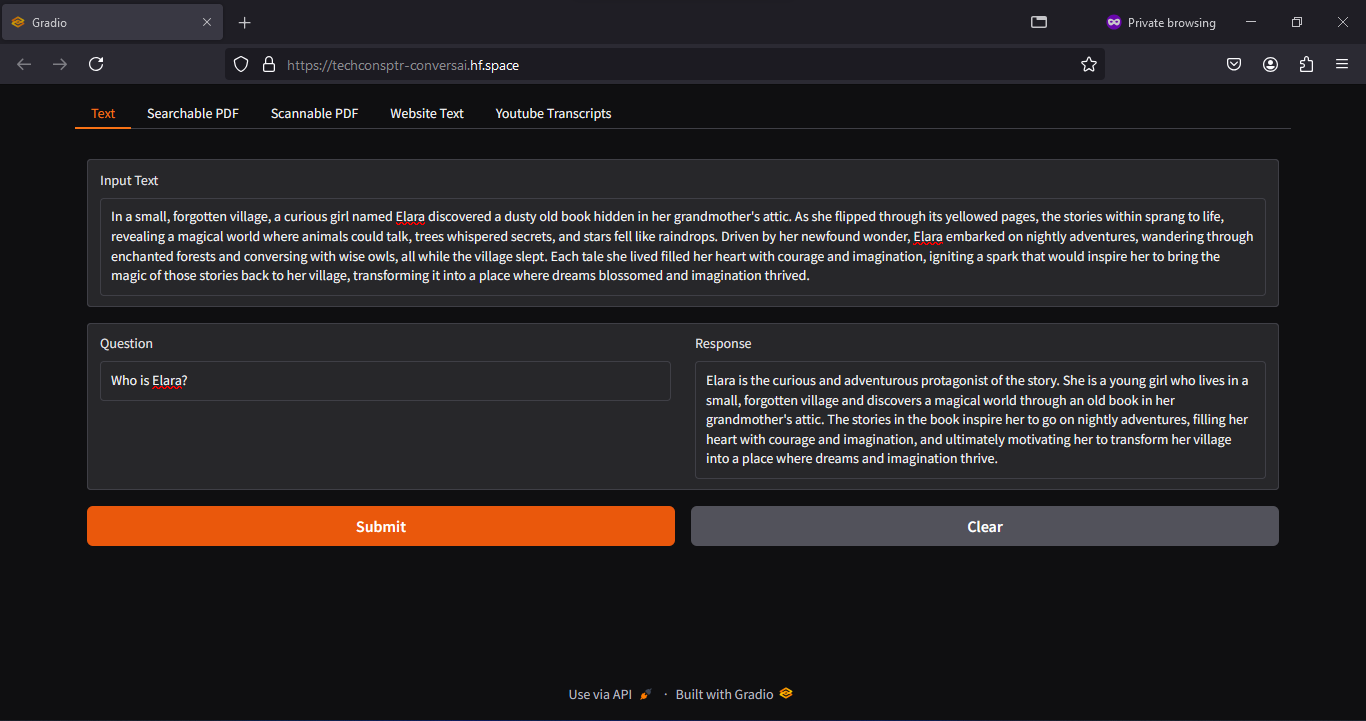 Gradio
Private browsing
https://techconsptr-conversai.hf.space
Text Searchable PDF Scannable PDF Website Text Youtube Transcripts
Input Text
In a small, forgotten village, a curious girl named Elara discovered a dusty old book hidden in her grandmother's attic. As she flipped through its yellowed pages, the stories within sprang to life,
revealing a magical world where animals could talk, trees whispered secrets, and stars fell like raindrops. Driven by her newfound wonder, Elara embarked on nightly adventures, wandering through
enchanted forests and conversing with wise owls, all while the village slept. Each tale she lived filled her heart with courage and imagination, igniting a spark that would inspire her to bring the
magic of those stories back to her village, transforming it into a place where dreams blossomed and imagination thrived.
Question
Who is Elara?
Response
Elara is the curious and adventurous protagonist of the story. She is a young girl who lives in a
small, forgotten village and discovers a magical world through an old book in her
grandmother's attic. The stories in the book inspire her to go on nightly adventures, filling her
heart with courage and imagination, and ultimately motivating her to transform her village
into a place where dreams and imagination thrive.
Submit
Clear
Use via API · Built with Gradio